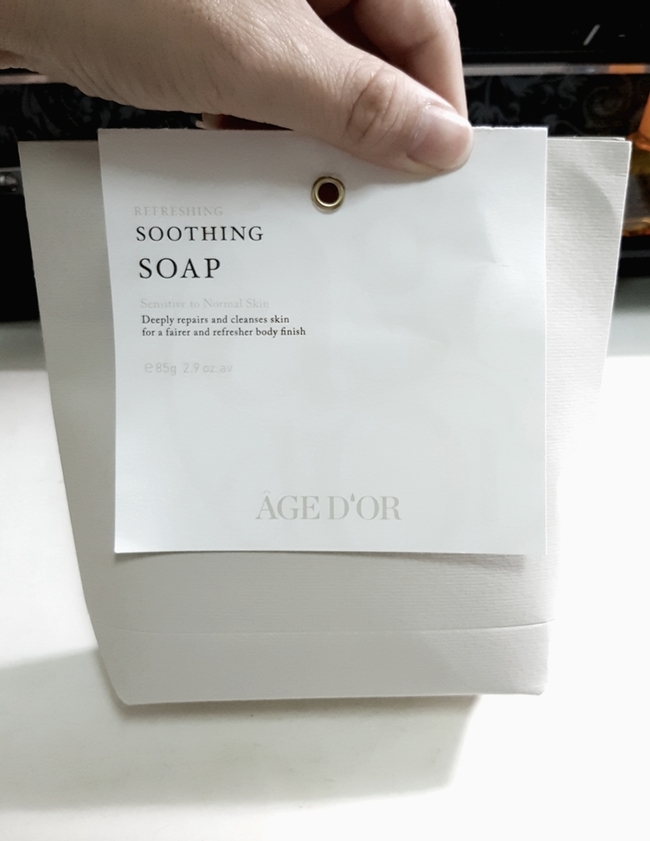 REFRESHING
SOOTHING
SOAP
Sensitive to Normal Skin
Deeply repairs and cleanses skin
for a fairer and refresher body finish
℮85g 2.9 oz.av
ÂGE D'OR